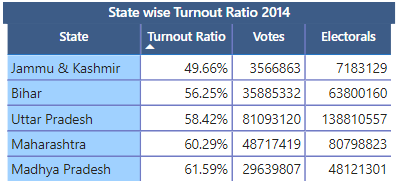 State wise Turnout Ratio 2014
State Turnout Ratio Votes Electorals
Jammu & Kashmir 49.66% 3566863 7183129
Bihar 56.25% 35885332 63800160
Uttar Pradesh 58.42% 81093120 138810557
Maharashtra 60.29% 48717419 80798823
Madhya Pradesh 61.59% 29639807 48121301